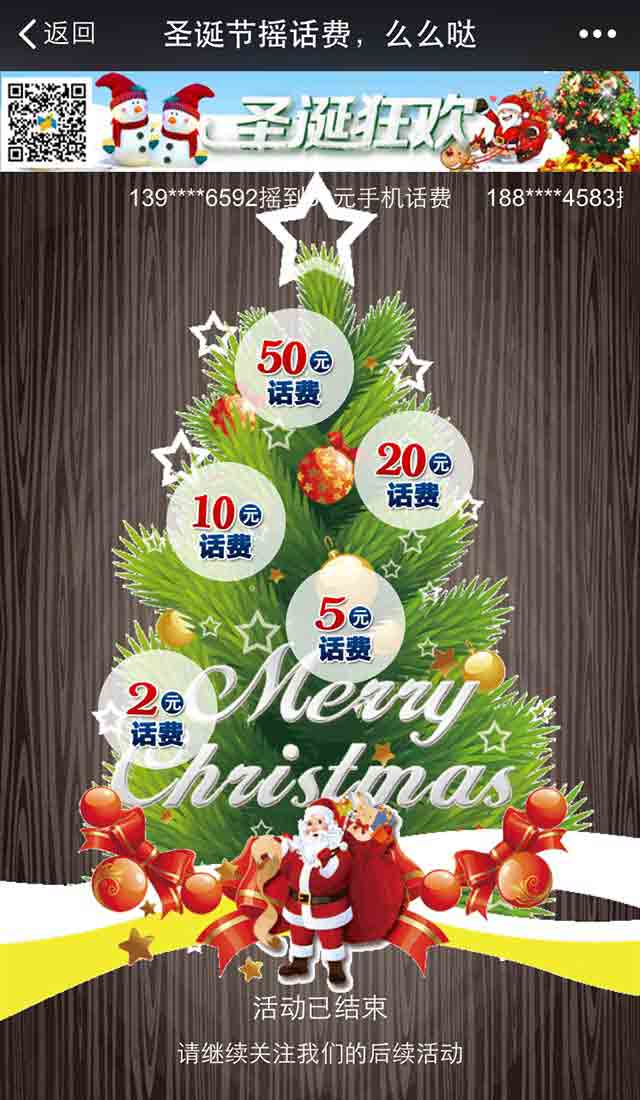 返回
圣诞节摇话费，么么哒
圣诞狂欢
139****6592摇到 元手机话费
188****4583
50元
话费
20元
话费
10元
话费
5元
话费
2元
话费
Merry
Christmas
活动已结束
请继续关注我们的后续活动